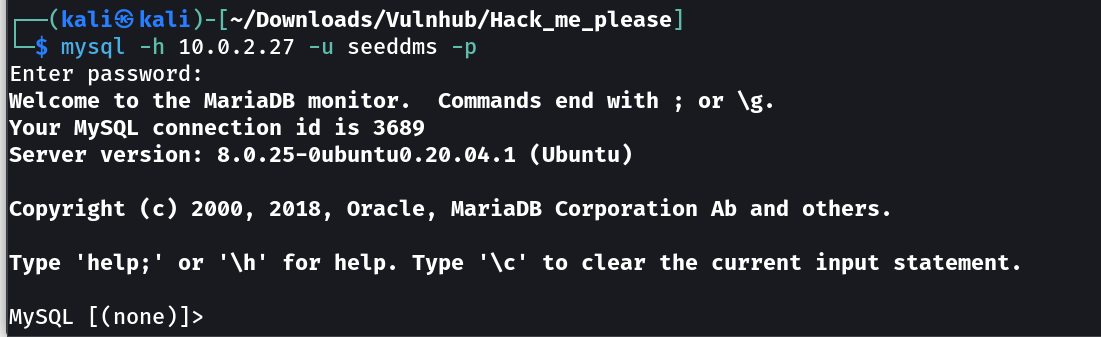 ┌──(kali㉿kali)-[~/Downloads/Vulnhub/Hack_me_please]
└─$ mysql -h 10.0.2.27 -u seeddms -p
Enter password:
Welcome to the MariaDB monitor.  Commands end with ; or \g.
Your MySQL connection id is 3689
Server version: 8.0.25-0ubuntu0.20.04.1 (Ubuntu)
Copyright (c) 2000, 2018, Oracle, MariaDB Corporation Ab and others.
Type 'help;' or '\h' for help. Type '\c' to clear the current input statement.
MySQL [(none)]>